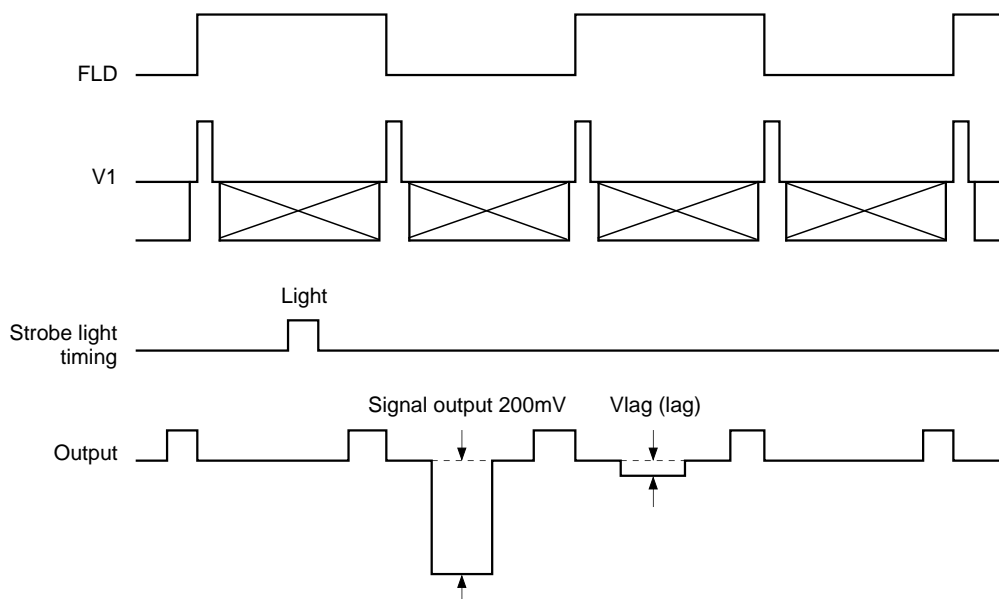 FLD
V1
Light
Strobe light
timing
Signal output 200mV
Vlag (lag)
Output